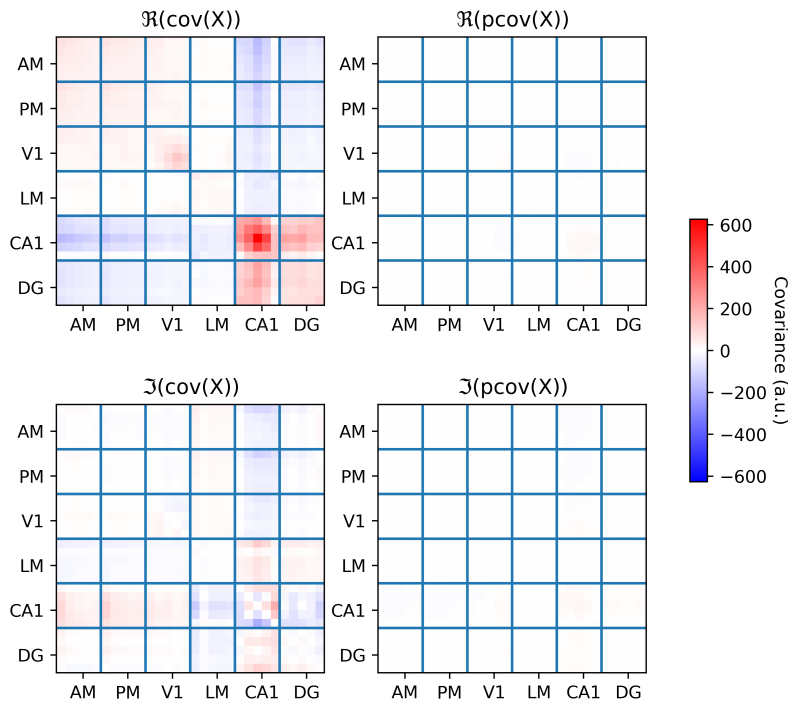 ℜ(cov(X))
ℜ(pcov(X))
AM
PM
V1
LM
CA1
DG
AM PM V1 LM CA1 DG
AM
PM
V1
LM
CA1
DG
AM PM V1 LM CA1 DG
600
400
200
0
−200
−400
−600
Covariance (a.u.)
ℑ(cov(X))
ℑ(pcov(X))
AM
PM
V1
LM
CA1
DG
AM PM V1 LM CA1 DG
AM
PM
V1
LM
CA1
DG
AM PM V1 LM CA1 DG